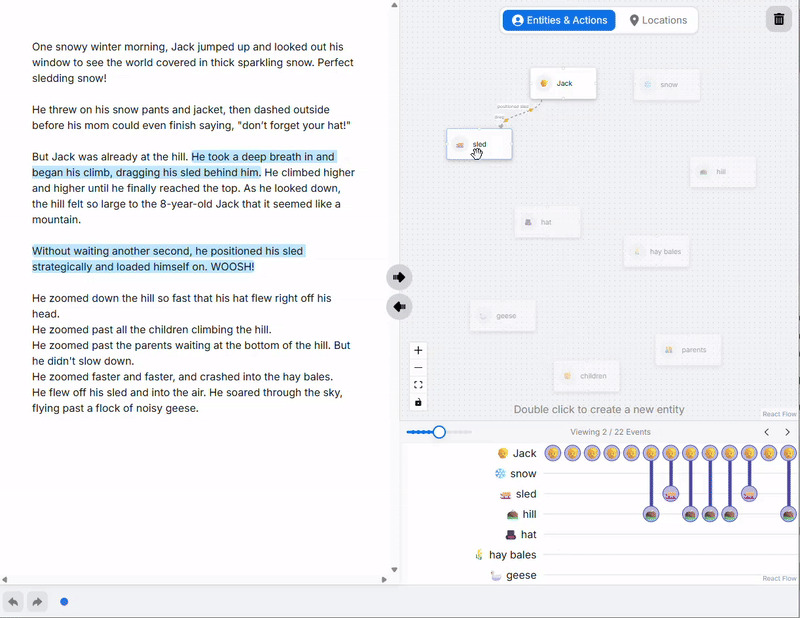 One snowy winter morning, Jack jumped up and looked out his
window to see the world covered in thick sparkling snow. Perfect
sledding snow!
He threw on his snow pants and jacket, then dashed outside
before his mom could even finish saying, "don't forget your hat!"
But Jack was already at the hill. He took a deep breath in and
began his climb, dragging his sled behind him. He climbed higher
and higher until he finally reached the top. As he looked down,
the hill felt so large to the 8-year-old Jack that it seemed like a
mountain.
Without waiting another second, he positioned his sled
strategically and loaded himself on. WOOSH!
He zoomed down the hill so fast that his hat flew right off his
head.
He zoomed past all the children climbing the hill.
He zoomed past the parents waiting at the bottom of the hill. But
he didn't slow down.
He zoomed faster and faster, and crashed into the hay bales.
He flew off his sled and into the air. He soared through the sky,
flying past a flock of noisy geese.
Entities & Actions
Locations
Jack
snow
positioned sled
drag
sled
hill
hat
hay bales
geese
parents
children
Double click to create a new entity
React Flow
Viewing 2 / 22 Events
Jack
snow
sled
hill
hat
hay bales
geese
React Flow